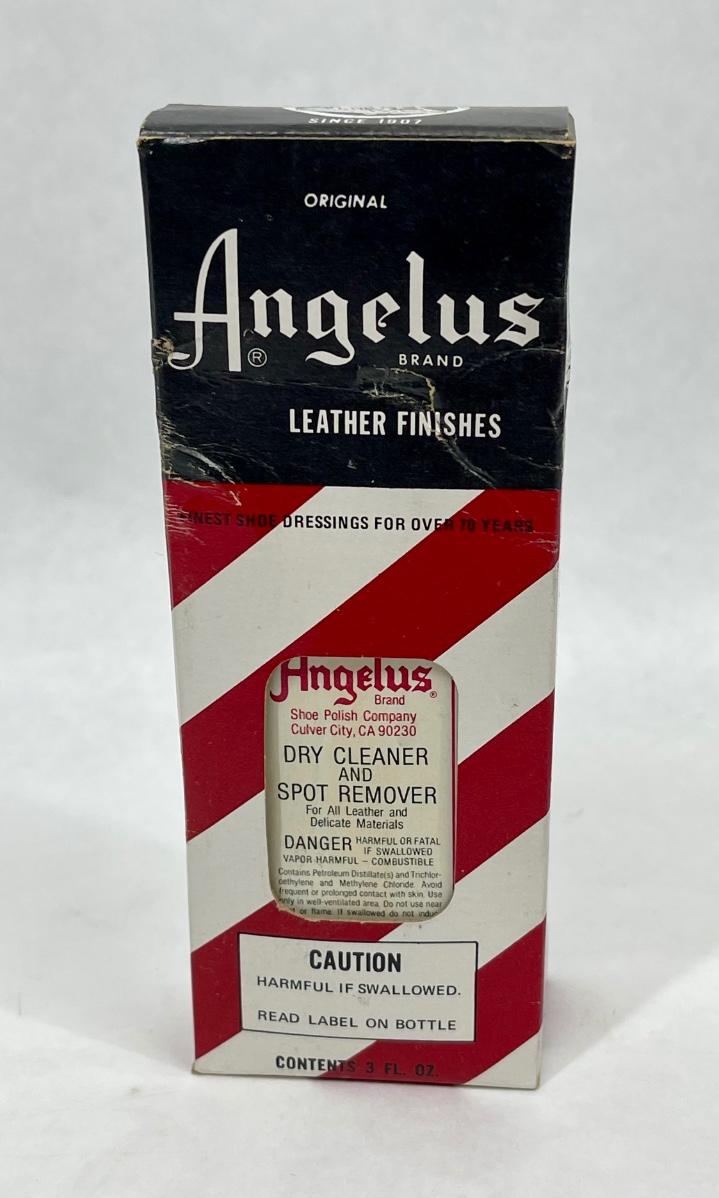 SINCE 1907
ORIGINAL
Angelus
®
BRAND
LEATHER FINISHES
FINEST SHOE DRESSINGS FOR OVER 70 YEARS
Angelus®
Brand
Shoe Polish Company
Culver City, CA 90230
DRY CLEANER
AND
SPOT REMOVER
For All Leather and
Delicate Materials
DANGER HARMFUL OR FATAL
IF SWALLOWED
VAPOR HARMFUL – COMBUSTIBLE
Contains Petroleum Distillate(s) and Trichlor-
oethylene and Methylene Chloride. Avoid
frequent or prolonged contact with skin. Use
only in well-ventilated area. Do not use near
or flame. If swallowed do not
CAUTION
HARMFUL IF SWALLOWED.
READ LABEL ON BOTTLE
CONTENTS 3 FL. OZ.